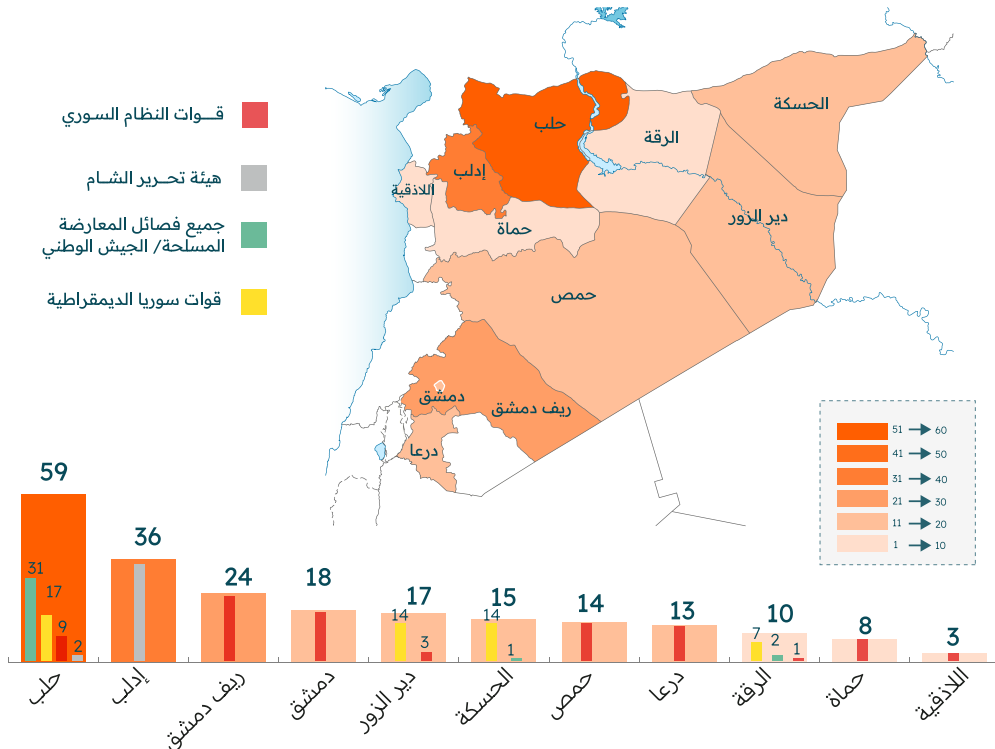 قــوات النظام السوري
هيئة تحــرير الشــام
جميع فصائل المعارضة
المسلحة/ الجيش الوطني
قوات سوريا الديمقراطية
الحسكة
حلب
الرقة
إدلب
اللاذقية
دير الزور
حماة
حمص
دمشق
ريف دمشق
درعا
51 60
41 50
31 40
21 30
11 20
1 10
59
31
17
9
2
36
24
18
17
14
3
15
14
1
14
13
10
7
2
1
8
3
حلب
إدلب
ريف دمشق
دمشق
دير الزور
الحسكة
حمص
درعا
الرقة
حماة
اللاذقية